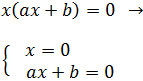 x(ax + b) = 0 →
{ x = 0
ax + b = 0